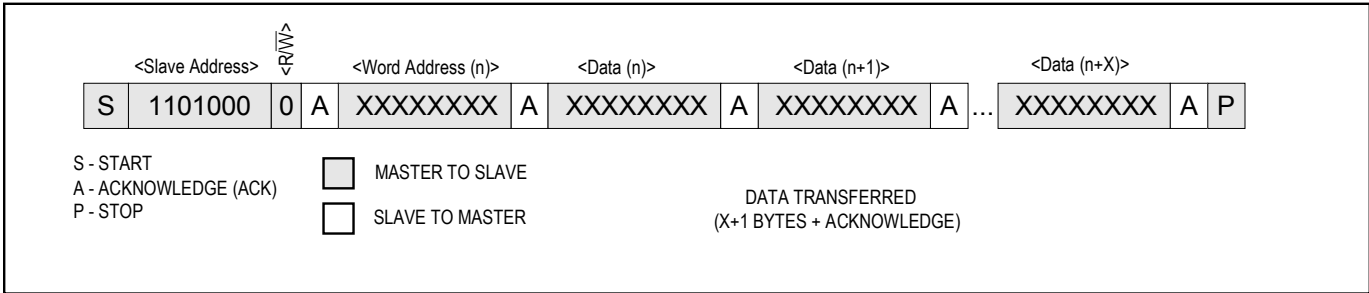 <Slave Address> <R/W̅> <Word Address (n)> <Data (n)> <Data (n+1)> <Data (n+X)>
S 1101000 0 A XXXXXXXX A XXXXXXXX A XXXXXXXX A ... XXXXXXXX A P
S - START
A - ACKNOWLEDGE (ACK)
P - STOP
MASTER TO SLAVE
SLAVE TO MASTER
DATA TRANSFERRED
(X+1 BYTES + ACKNOWLEDGE)